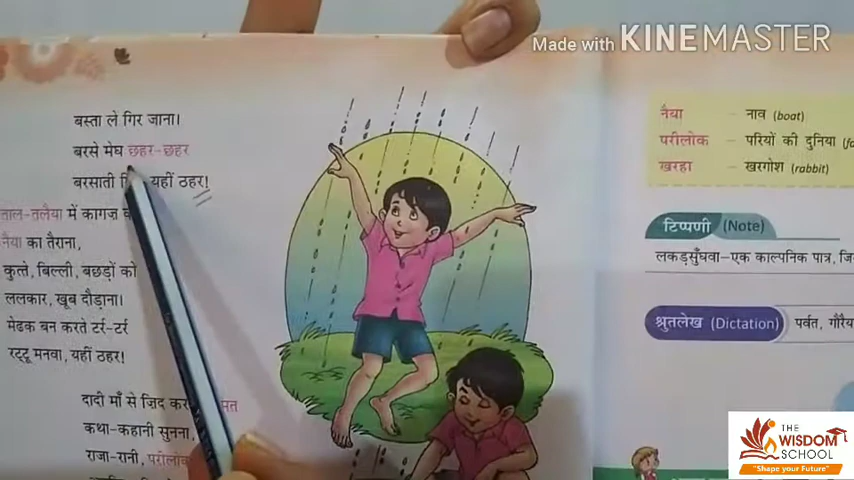 Made with KINEMASTER
बस्ता ले गिर जाना।
बरसे मेघ छहर-छहर
बरसाती यहीं ठहर!
ताल-तलैया में कागज़
नैया का तैराना,
कुत्ते, बिल्ली, बछड़ों को
ललकार, खूब दौड़ाना।
मेढक बन करते टर्र-टर्र
रट्टू मनवा, यहीं ठहर!
दादी माँ से ज़िद
कथा-कहानी सुनना,
राजा-रानी, परीलोक
नैया – नाव (boat)
परीलोक – परियों की दुनिया
खरहा – खरगोश (rabbit)
टिप्पणी (Note)
लकड़सुँघवा–एक काल्पनिक पात्र,
श्रुतलेख (Dictation) पर्वत,
THE
WISDOM
SCHOOL
"Shape your Future"